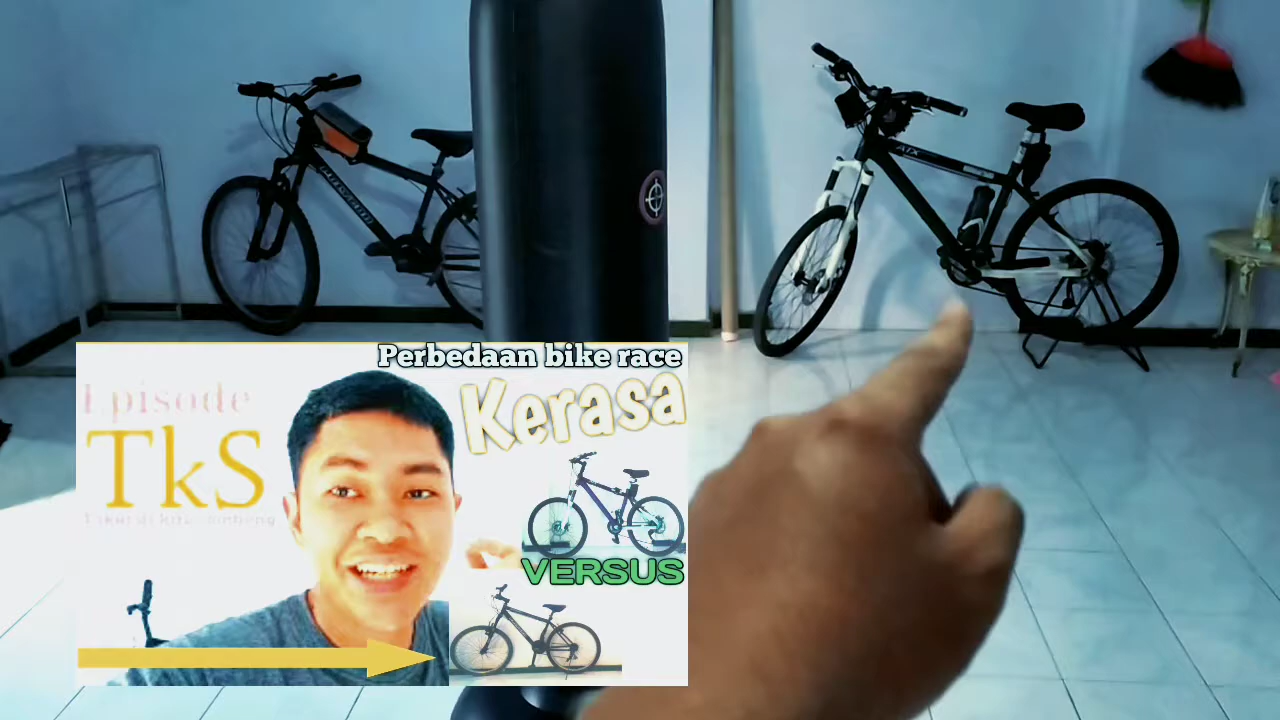 Perbedaan bike race
Kerasa
Episode
TkS
VERSUS